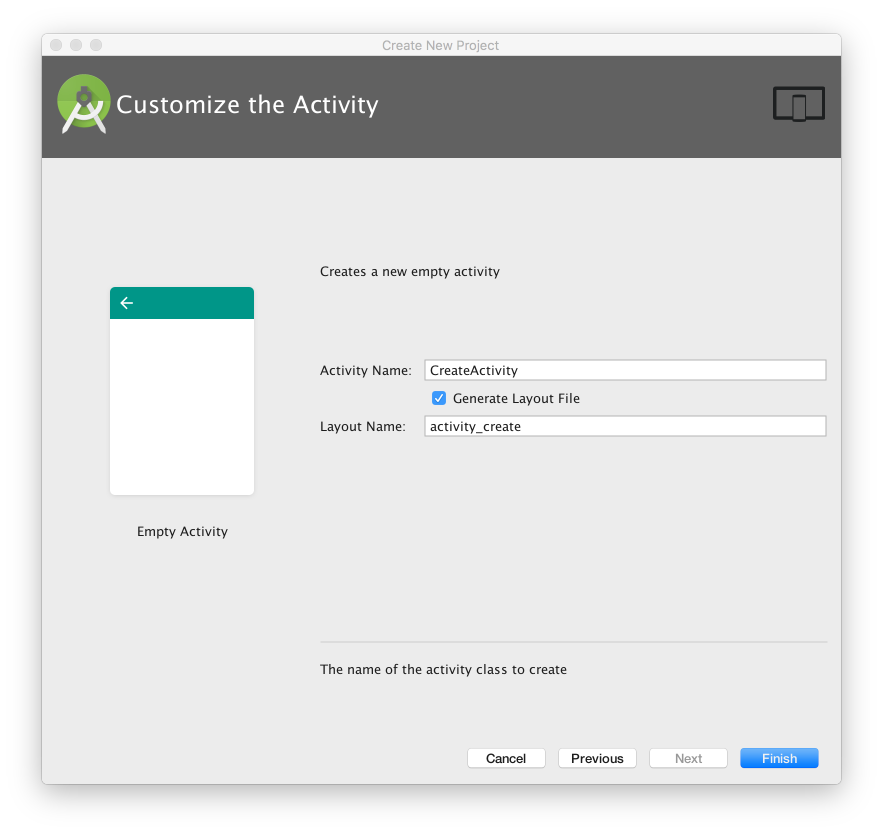 Create New Project
Customize the Activity
Creates a new empty activity
Activity Name: CreateActivity
Generate Layout File
Layout Name: activity_create
Empty Activity
The name of the activity class to create
Cancel Previous Next Finish